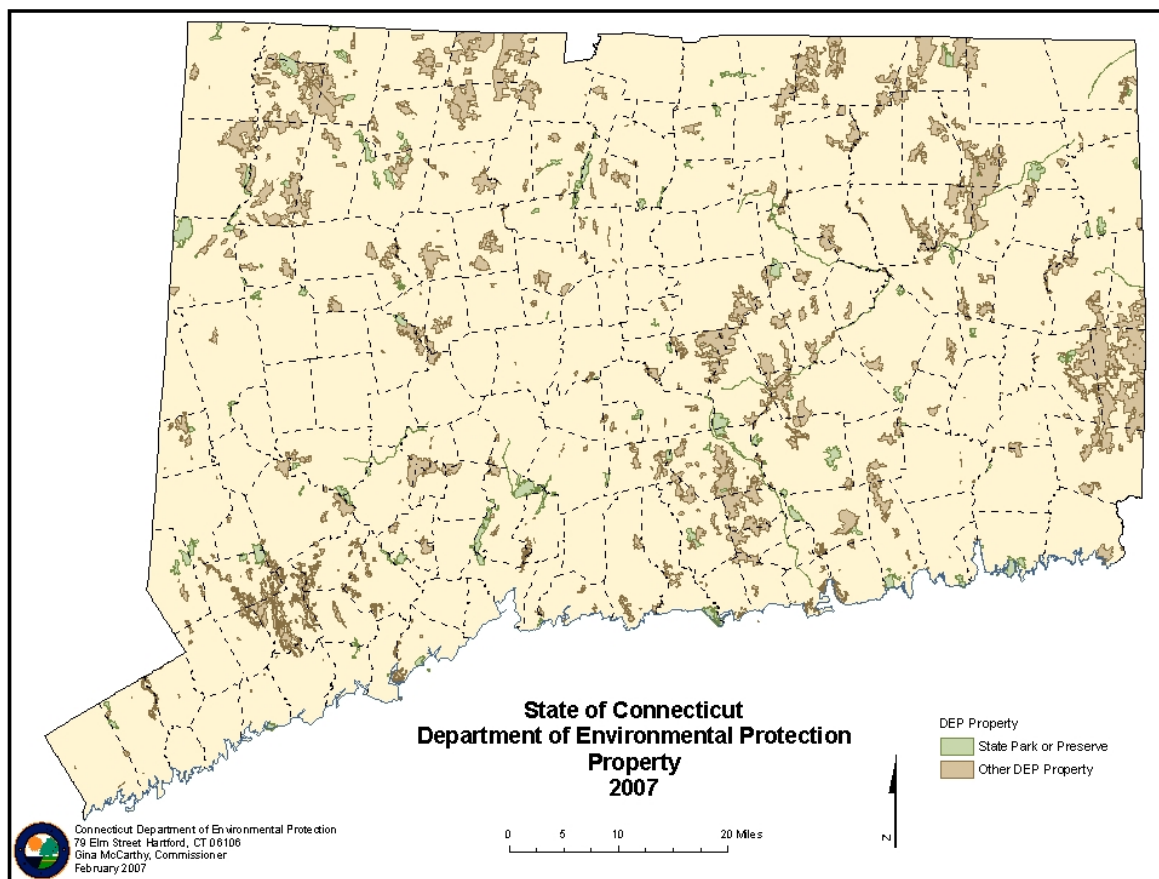 State of Connecticut
Department of Environmental Protection
Property
2007
DEP Property
State Park or Preserve
Other DEP Property
Connecticut Department of Environmental Protection
79 Elm Street Hartford, CT 06106
Gina McCarthy, Commissioner
February 2007
0 5 10 20 Miles
N